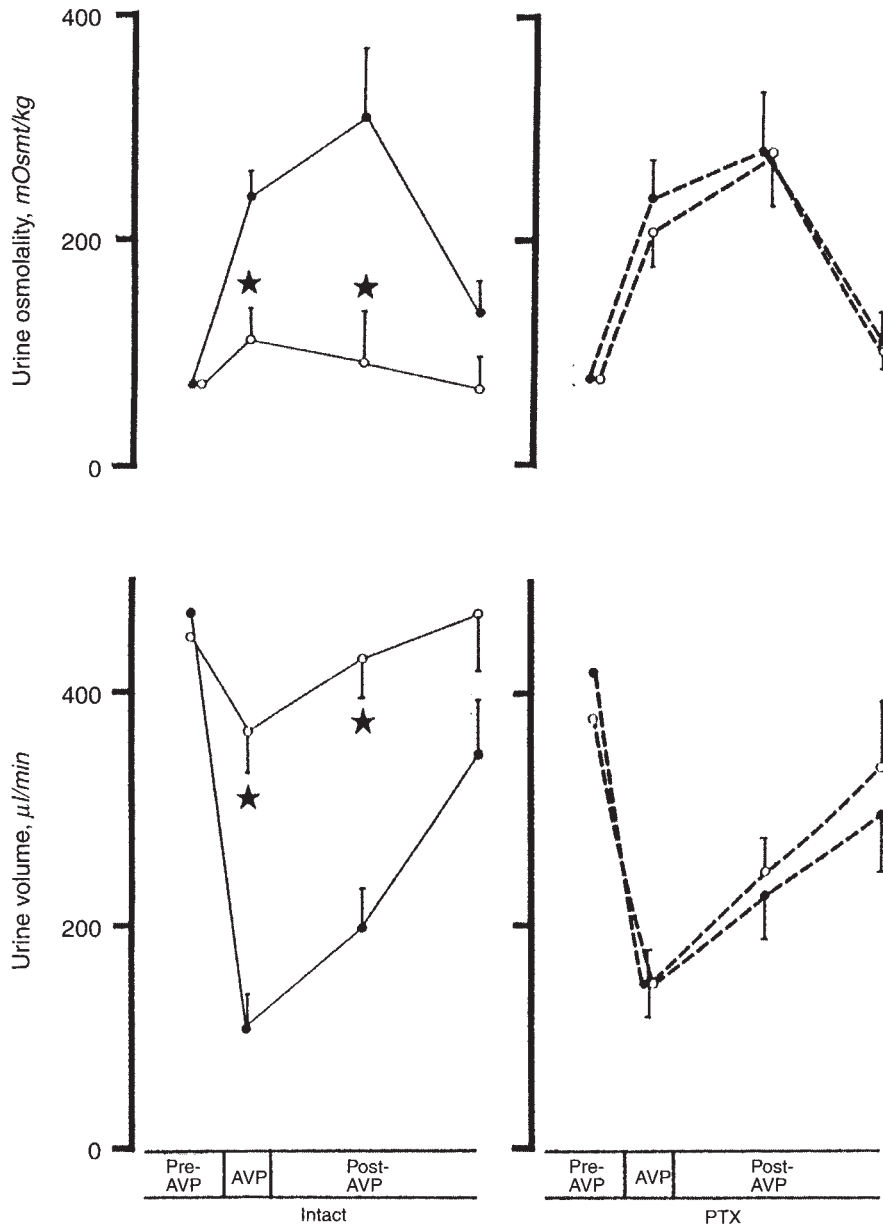 400
200
0
Urine osmolality, mOsmt/kg
400
200
0
Urine volume, µl/min
Pre-
AVP
AVP
Post-
AVP
Intact
Pre-
AVP
AVP
Post-
AVP
PTX